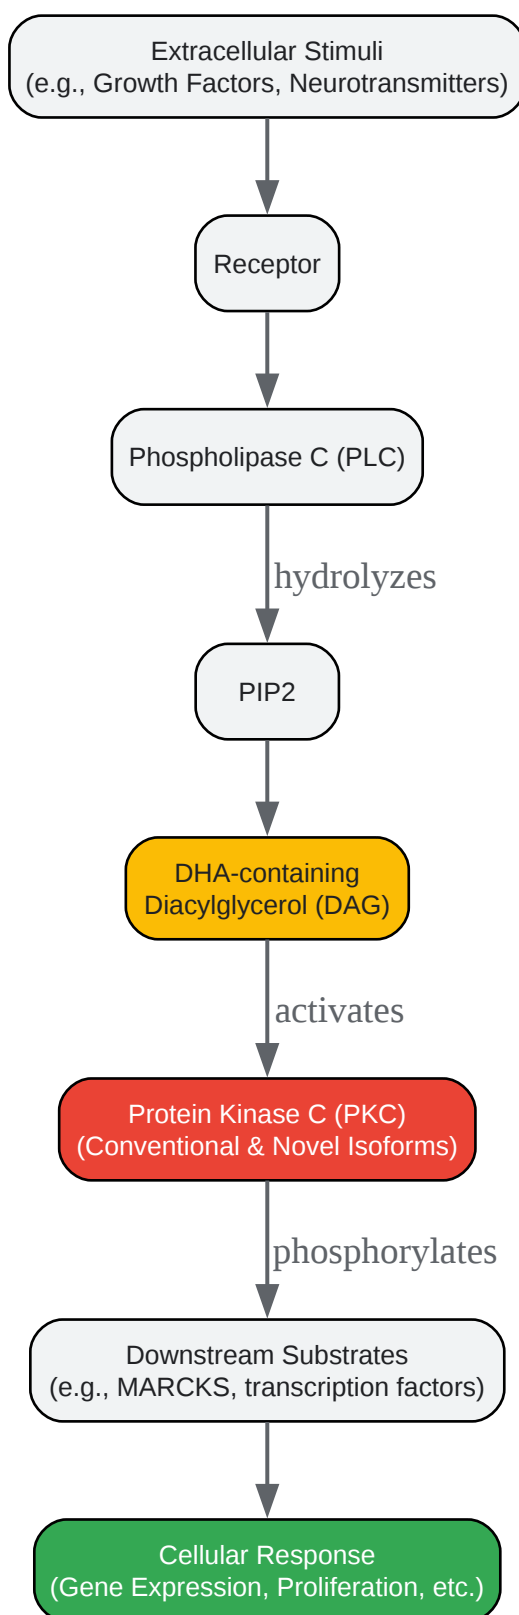 Extracellular Stimuli
(e.g., Growth Factors, Neurotransmitters)
Receptor
Phospholipase C (PLC)
hydrolyzes
PIP2
DHA-containing
Diacylglycerol (DAG)
activates
Protein Kinase C (PKC)
(Conventional & Novel Isoforms)
phosphorylates
Downstream Substrates
(e.g., MARCKS, transcription factors)
Cellular Response
(Gene Expression, Proliferation, etc.)